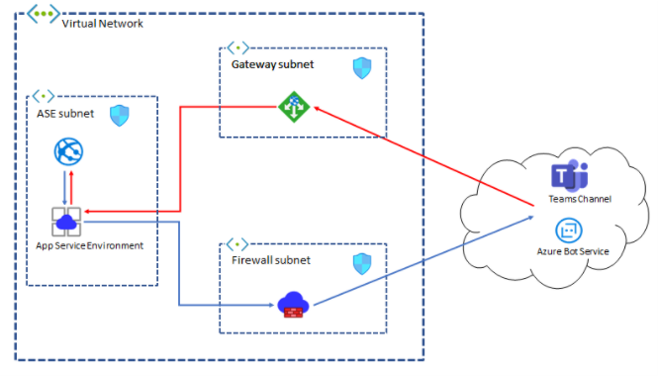 Virtual Network
Gateway subnet
ASE subnet
App Service Environment
Firewall subnet
Teams Channel
Azure Bot Service